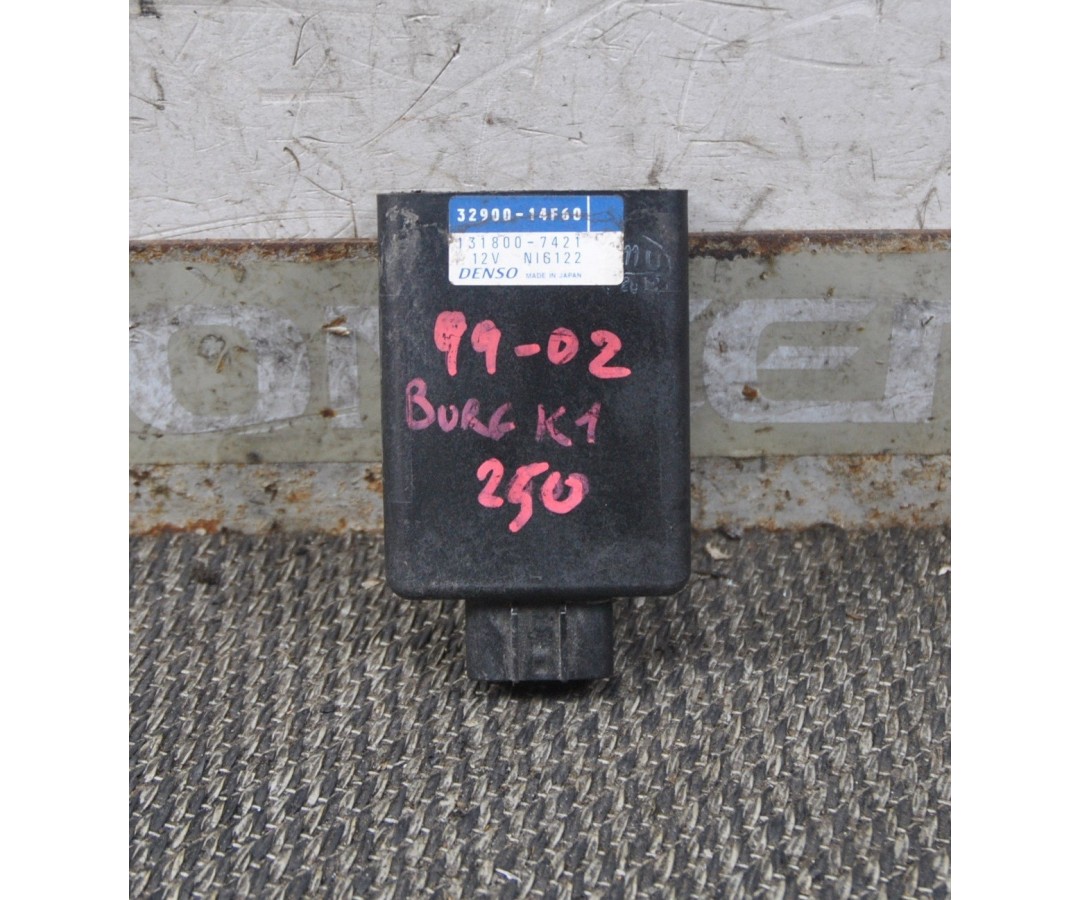 32900-14F60
131800-7421
12V NI6122
DENSO MADE IN JAPAN
99-02
BURG K1
250